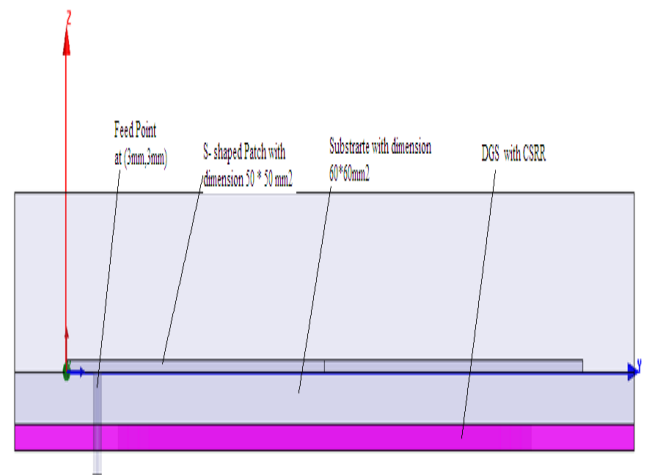 Z
Feed Point
at (3mm,3mm)
S- shaped Patch with
dimension 50 * 50 mm2
Substrarte with dimension
60*60mm2
DGS with CSRR
Y